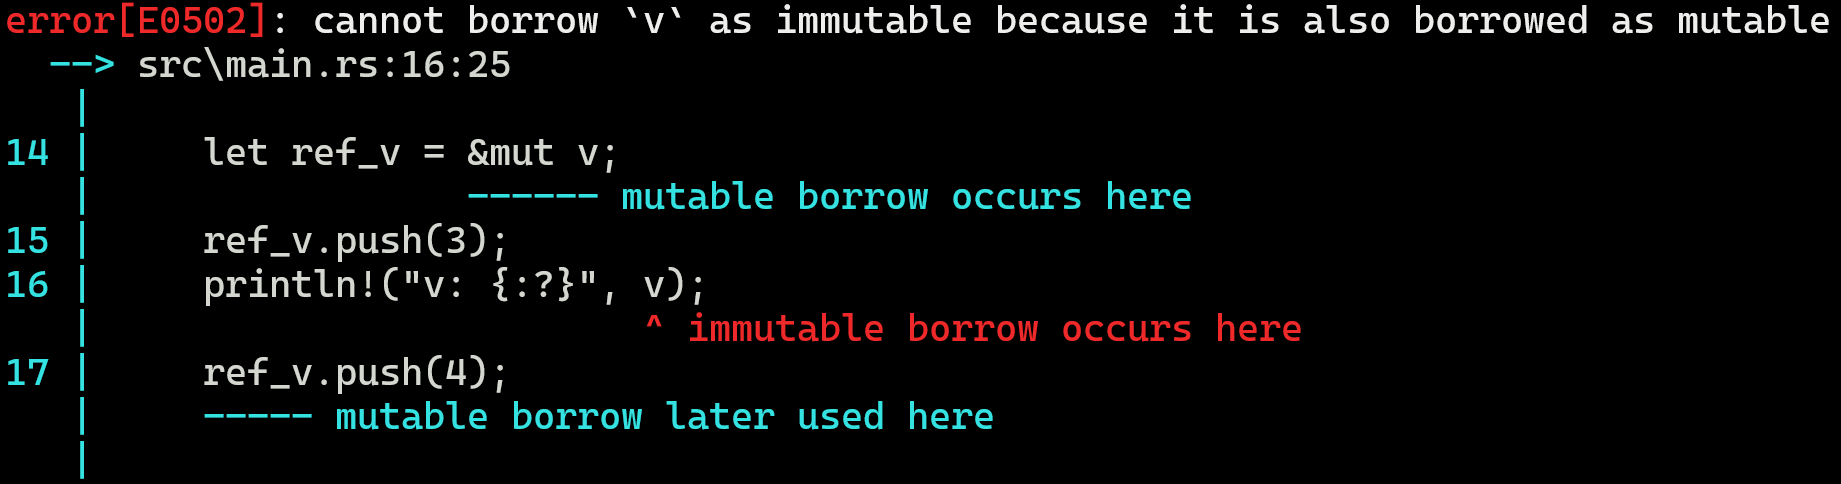 error[E0502]: cannot borrow `v` as immutable because it is also borrowed as mutable
  --> src\main.rs:16:25
   |
14 |     let ref_v = &mut v;
   |                 ------ mutable borrow occurs here
15 |     ref_v.push(3);
16 |     println!("v: {:?}", v);
   |                         ^ immutable borrow occurs here
17 |     ref_v.push(4);
   |     ----- mutable borrow later used here
   |